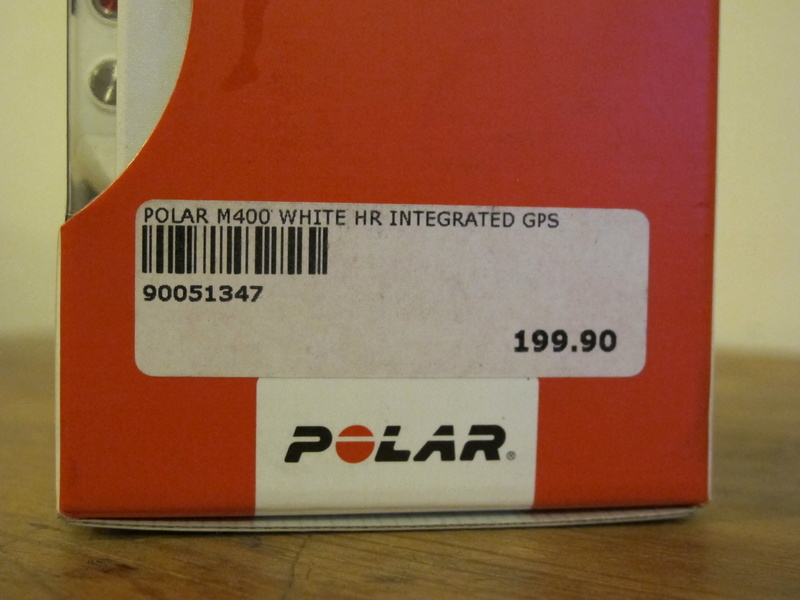 POLAR M400 WHITE HR INTEGRATED GPS
90051347
199.90
POLAR®